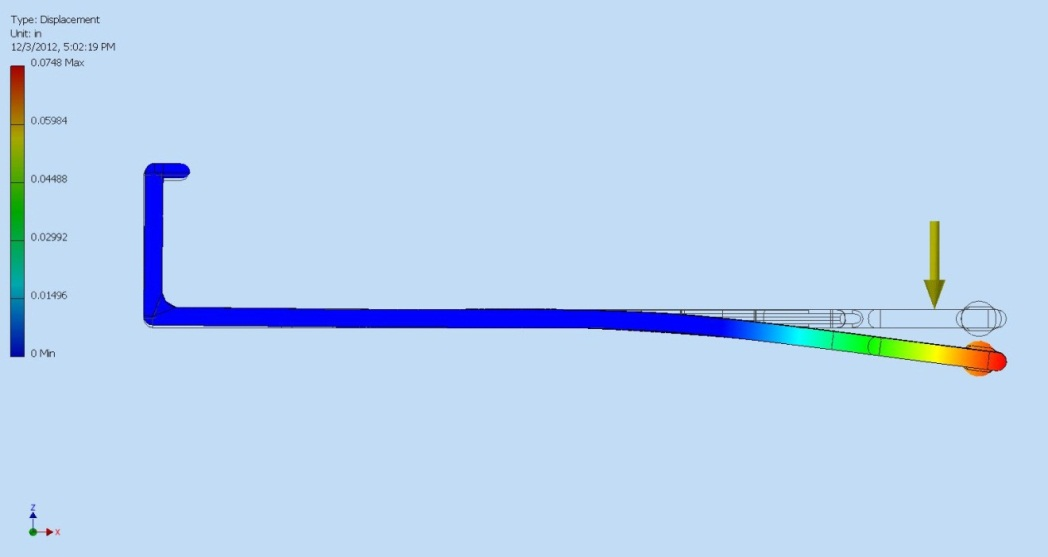 Type: Displacement
Unit: in
12/3/2012, 5:02:19 PM
0.0748 Max
0.05984
0.04488
0.02992
0.01496
0 Min
Z
X